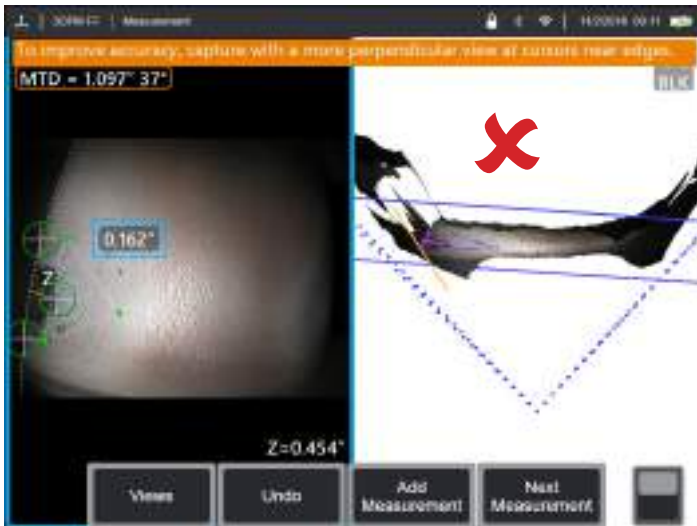 Measurement
To improve accuracy, capture with a more perpendicular view at cursors near edges.
MTD = 1.097" 37°
BLK
0.162"
Z
Z=0.454"
Views
Undo
Add
Measurement
Next
Measurement